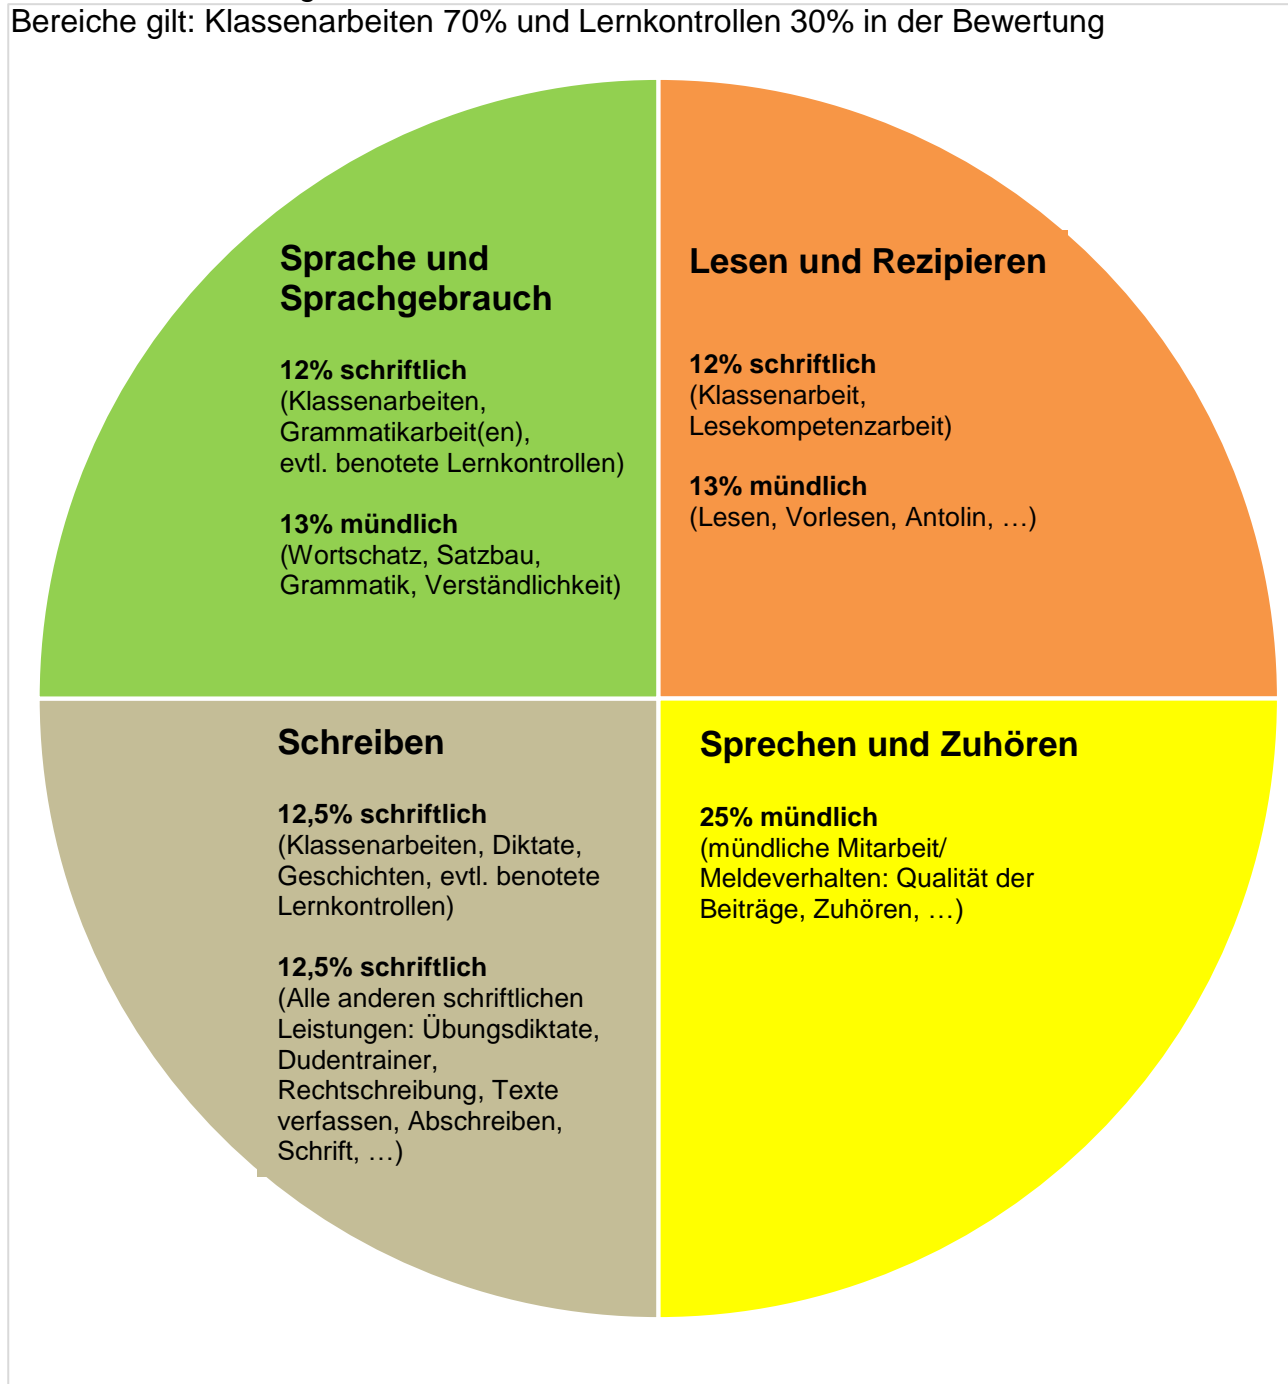 Bereiche gilt: Klassenarbeiten 70% und Lernkontrollen 30% in der Bewertung
Sprache und
Sprachgebrauch
12% schriftlich
(Klassenarbeiten,
Grammatikarbeit(en),
evtl. benotete Lernkontrollen)
13% mündlich
(Wortschatz, Satzbau,
Grammatik, Verständlichkeit)
Lesen und Rezipieren
12% schriftlich
(Klassenarbeit,
Lesekompetenzarbeit)
13% mündlich
(Lesen, Vorlesen, Antolin, …)
Schreiben
12,5% schriftlich
(Klassenarbeiten, Diktate,
Geschichten, evtl. benotete
Lernkontrollen)
12,5% schriftlich
(Alle anderen schriftlichen
Leistungen: Übungsdiktate,
Dudentrainer,
Rechtschreibung, Texte
verfassen, Abschreiben,
Schrift, …)
Sprechen und Zuhören
25% mündlich
(mündliche Mitarbeit/
Meldeverhalten: Qualität der
Beiträge, Zuhören, …)